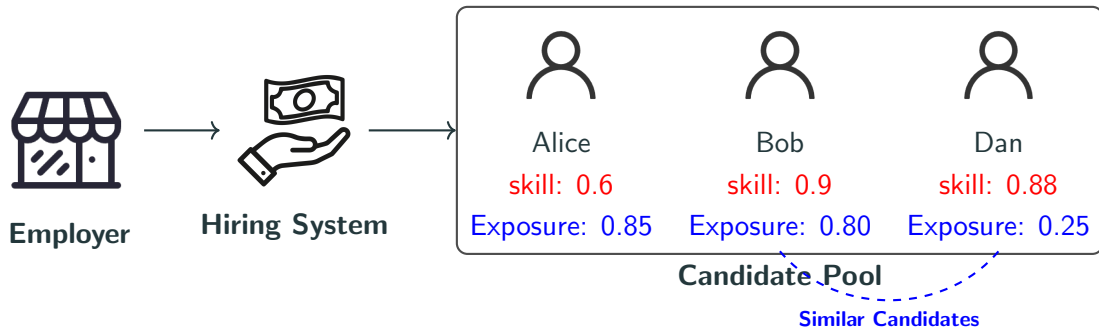 Employer
Hiring System
Alice
skill: 0.6
Exposure: 0.85
Bob
skill: 0.9
Exposure: 0.80
Dan
skill: 0.88
Exposure: 0.25
Candidate Pool
Similar Candidates